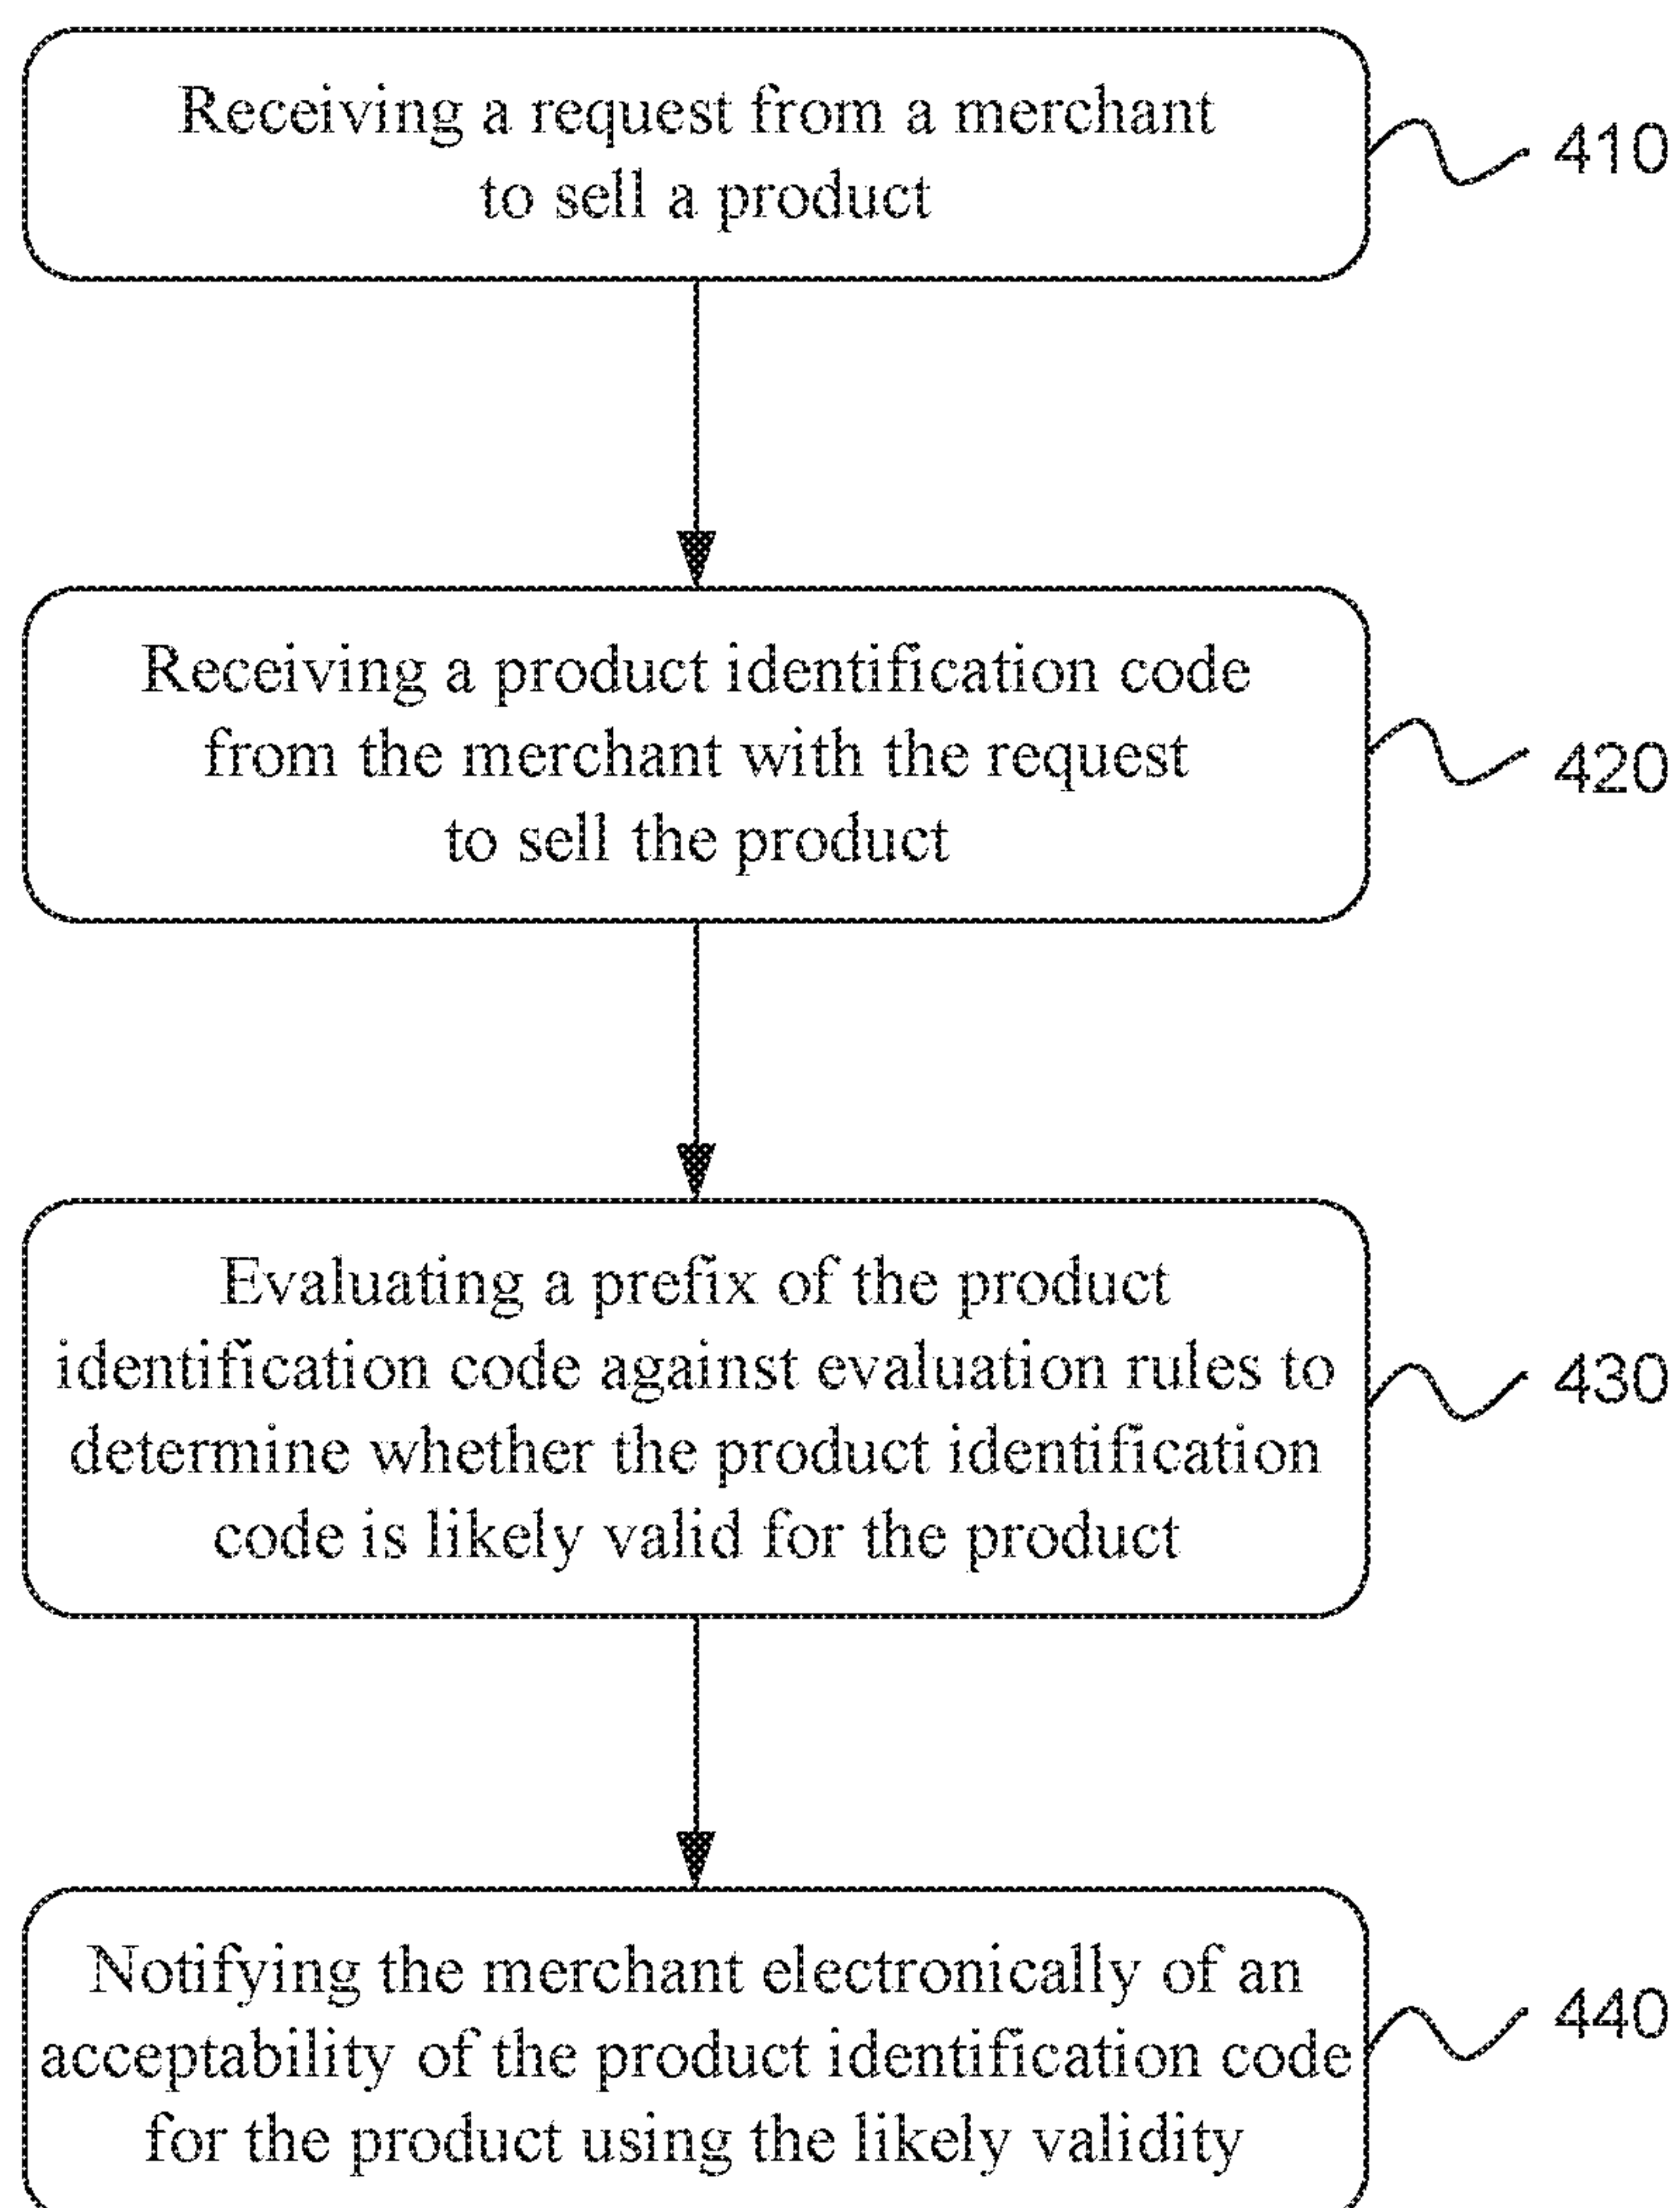 Receiving a request from a merchant
to sell a product
410
Receiving a product identification code
from the merchant with the request
to sell the product
420
Evaluating a prefix of the product
identification code against evaluation rules to
determine whether the product identification
code is likely valid for the product
430
Notifying the merchant electronically of an
acceptability of the product identification code
for the product using the likely validity
440